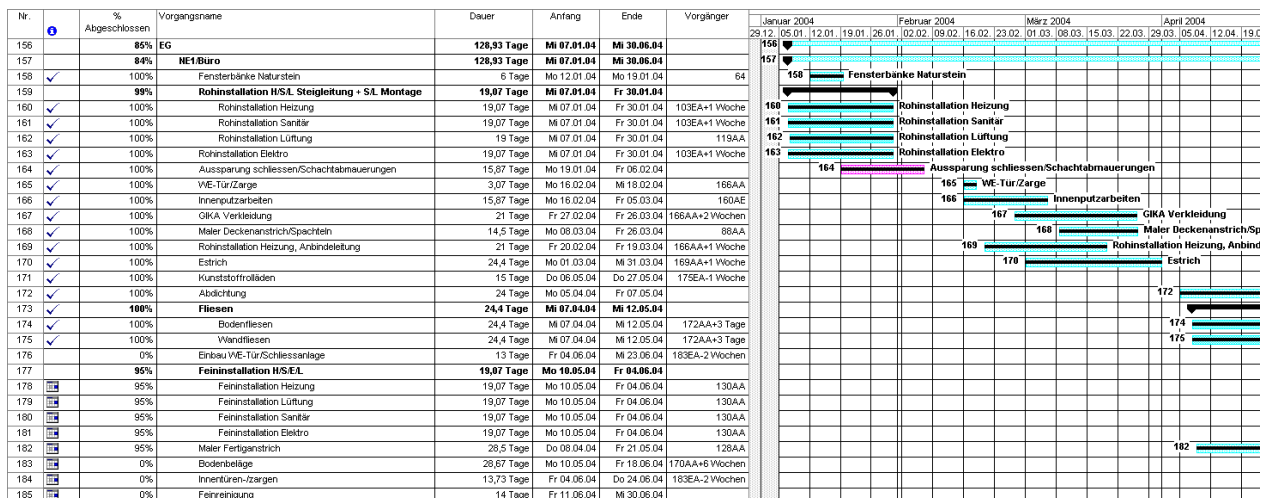 Nr. % Abgeschlossen Vorgangsname Dauer Anfang Ende Vorgänger
Januar 2004 Februar 2004 März 2004 April 2004
29.12. 05.01. 12.01. 19.01. 26.01. 02.02. 09.02. 16.02. 23.02. 01.03. 08.03. 15.03. 22.03. 29.03. 05.04. 12.04. 19.0
156 85% EG 128,93 Tage Mi 07.01.04 Mi 30.06.04 156
157 84% NE1/Büro 128,93 Tage Mi 07.01.04 Mi 30.06.04 157
158 100% Fensterbänke Naturstein 6 Tage Mo 12.01.04 Mo 19.01.04 64 158 Fensterbänke Naturstein
159 99% Rohinstallation H/S/L Steigleitung + S/L Montage 19,07 Tage Mi 07.01.04 Fr 30.01.04
160 100% Rohinstallation Heizung 19,07 Tage Mi 07.01.04 Fr 30.01.04 103EA+1 Woche 160 Rohinstallation Heizung
161 100% Rohinstallation Sanitär 19,07 Tage Mi 07.01.04 Fr 30.01.04 103EA+1 Woche 161 Rohinstallation Sanitär
162 100% Rohinstallation Lüftung 19 Tage Mi 07.01.04 Fr 30.01.04 119AA 162 Rohinstallation Lüftung
163 100% Rohinstallation Elektro 19,07 Tage Mi 07.01.04 Fr 30.01.04 103EA+1 Woche 163 Rohinstallation Elektro
164 100% Aussparung schliessen/Schachtabmauerungen 15,87 Tage Mo 19.01.04 Fr 06.02.04 164 Aussparung schliessen/Schachtabmauerungen
165 100% WE-Tür/Zarge 3,07 Tage Mo 16.02.04 Mi 18.02.04 166AA 165 WE-Tür/Zarge
166 100% Innenputzarbeiten 15,87 Tage Mo 16.02.04 Fr 05.03.04 160AE 166 Innenputzarbeiten
167 100% GIKA Verkleidung 21 Tage Fr 27.02.04 Fr 26.03.04 166AA+2 Wochen 167 GIKA Verkleidung
168 100% Maler Deckenanstrich/Spachteln 14,5 Tage Mo 08.03.04 Fr 26.03.04 88AA 168 Maler Deckenanstrich/Sp
169 100% Rohinstallation Heizung, Anbindeleitung 21 Tage Fr 20.02.04 Fr 19.03.04 166AA+1 Woche 169 Rohinstallation Heizung, Anbind
170 100% Estrich 24,4 Tage Mo 01.03.04 Mi 31.03.04 169AA+1 Woche 170 Estrich
171 100% Kunststoffrolläden 15 Tage Do 06.05.04 Do 27.05.04 175EA-1 Woche
172 100% Abdichtung 24 Tage Mo 05.04.04 Fr 07.05.04 172
173 100% Fliesen 24,4 Tage Mi 07.04.04 Mi 12.05.04
174 100% Bodenfliesen 24,4 Tage Mi 07.04.04 Mi 12.05.04 172AA+3 Tage 174
175 100% Wandfliesen 24,4 Tage Mi 07.04.04 Mi 12.05.04 172AA+3 Tage 175
176 0% Einbau WE-Tür/Schliessanlage 13 Tage Fr 04.06.04 Mi 23.06.04 183EA-2 Wochen
177 95% Feininstallation H/S/E/L 19,07 Tage Mo 10.05.04 Fr 04.06.04
178 95% Feininstallation Heizung 19,07 Tage Mo 10.05.04 Fr 04.06.04 130AA
179 95% Feininstallation Lüftung 19,07 Tage Mo 10.05.04 Fr 04.06.04 130AA
180 95% Feininstallation Sanitär 19,07 Tage Mo 10.05.04 Fr 04.06.04 130AA
181 95% Feininstallation Elektro 19,07 Tage Mo 10.05.04 Fr 04.06.04 130AA
182 95% Maler Fertiganstrich 28,5 Tage Do 08.04.04 Fr 21.05.04 128AA 182
183 0% Bodenbeläge 28,67 Tage Mo 10.05.04 Fr 18.06.04 170AA+6 Wochen
184 0% Innentüren-/zargen 13,73 Tage Fr 04.06.04 Do 24.06.04 183EA-2 Wochen
185 0% Feinreinigung 14 Tage Fr 11.06.04 Mi 30.06.04